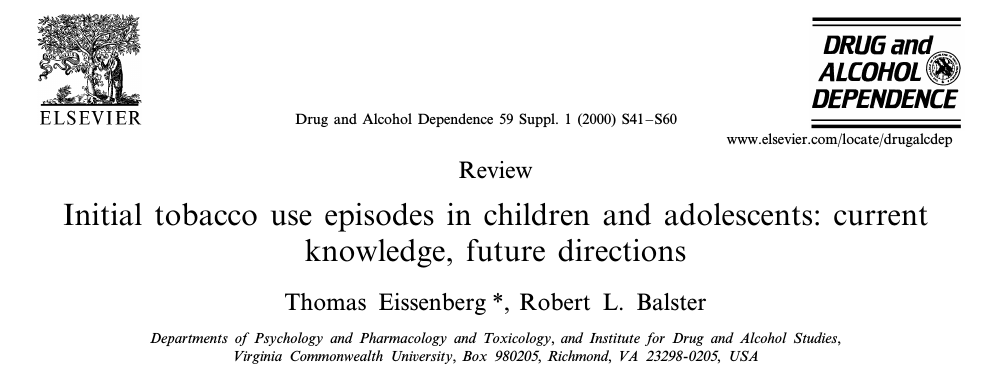 ELSEVIER
DRUG and
ALCOHOL
DEPENDENCE
Drug and Alcohol Dependence 59 Suppl. 1 (2000) S41–S60
www.elsevier.com/locate/drugalcdep
Review
Initial tobacco use episodes in children and adolescents: current
knowledge, future directions
Thomas Eissenberg *, Robert L. Balster
Departments of Psychology and Pharmacology and Toxicology, and Institute for Drug and Alcohol Studies,
Virginia Commonwealth University, Box 980205, Richmond, VA 23298-0205, USA